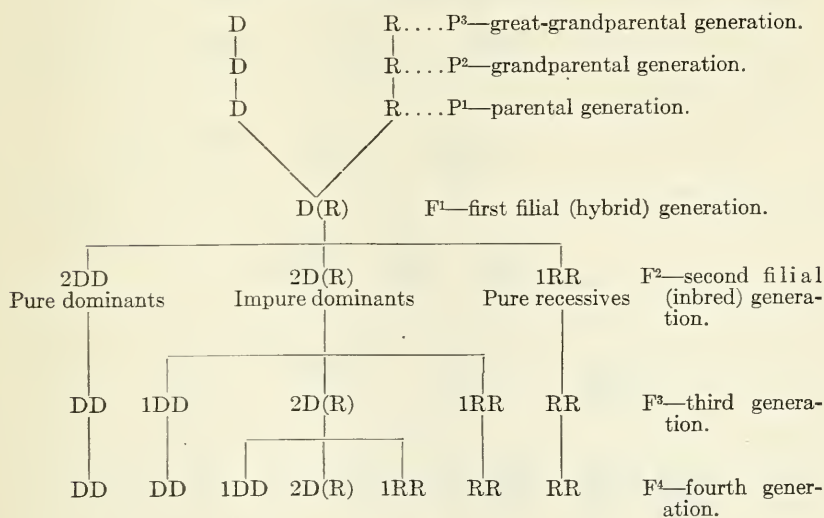 D R....P³—great-grandparental generation.
D R....P²—grandparental generation.
D R....P¹—parental generation.
D(R) F¹—first filial (hybrid) generation.
2DD 2D(R) 1RR F²—second filial
Pure dominants Impure dominants Pure recessives (inbred) genera-
tion.
DD 1DD 2D(R) 1RR RR F³—third genera-
tion.
DD DD 1DD 2D(R) 1RR RR RR F⁴—fourth gener-
ation.